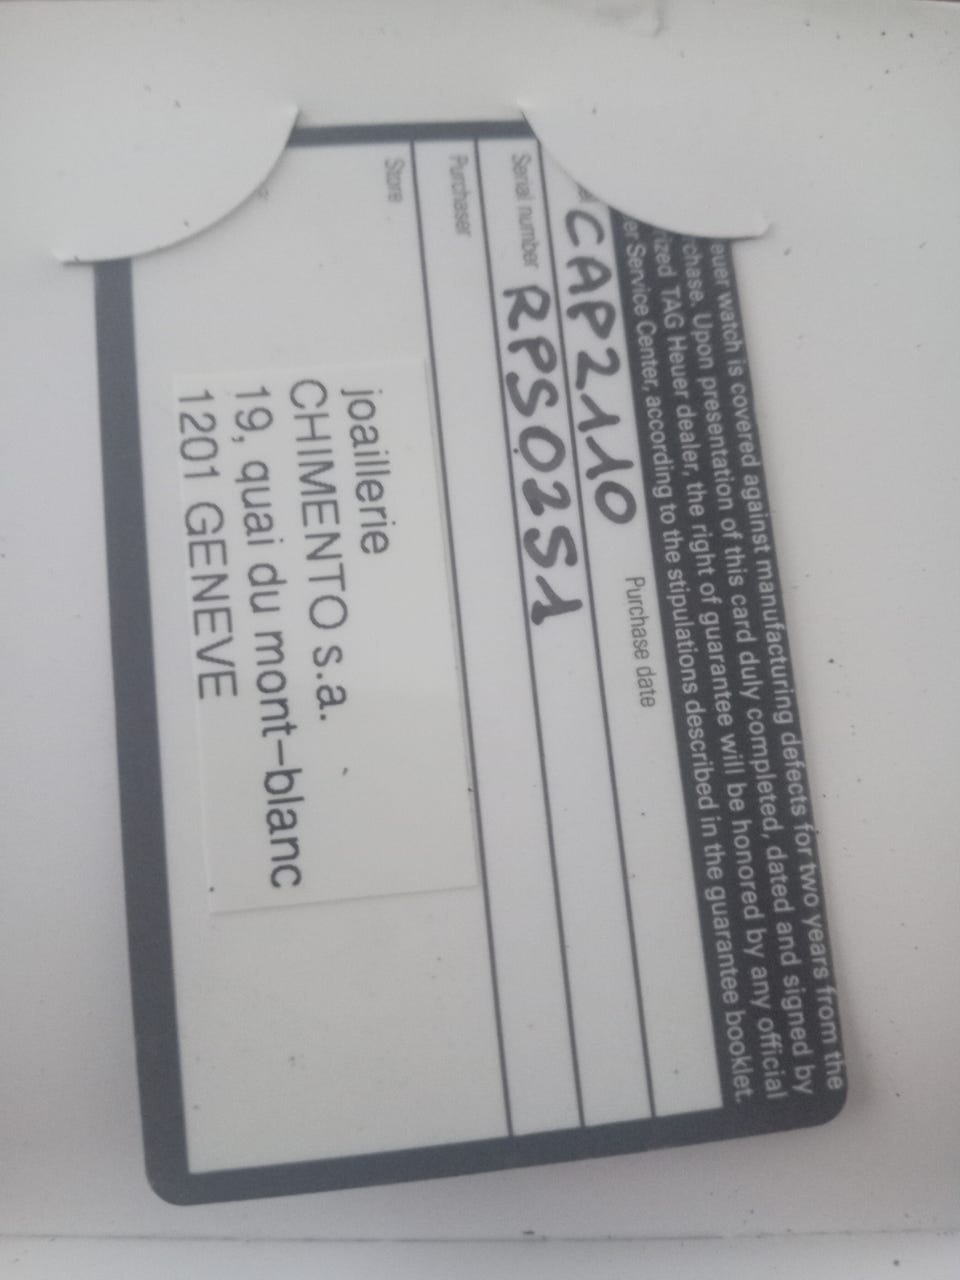 euer watch is covered against manufacturing defects for two years from the
rchase. Upon presentation of this card duly completed, dated and signed by
rized TAG Heuer dealer, the right of guarantee will be honored by any official
er Service Center, according to the stipulations described in the guarantee booklet.
CAP2110 Purchase date
Serial number RPS02S1
Purchaser
Store
joaillerie
CHIMENTO s.a.
19, quai du mont-blanc
1201 GENEVE